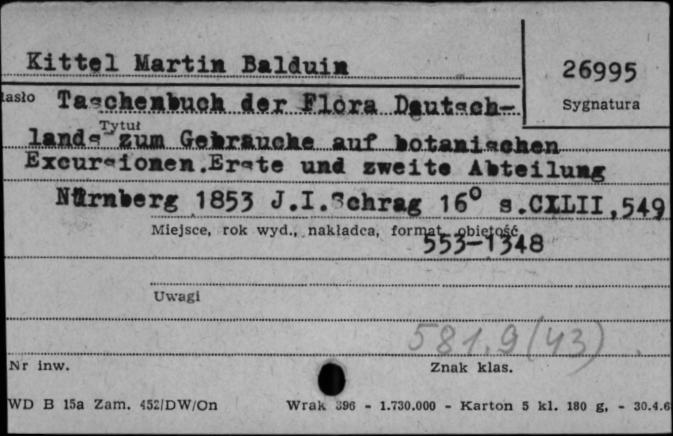 Kittel Martin Balduin
26995
Sygnatura
Hasło Taschenbuch der Flora Deutsch-
Tytuł
lands zum Gebrauche auf botanischen
Excursionen.Erste und zweite Abteilung
Nürnberg 1853 J.I.Schrag 16° s.CXLII,549
Miejsce, rok wyd., nakładca, format, objętość
553-1348
Uwagi
581.9(43)
Nr inw.
Znak klas.
WD B 15a Zam. 452/DW/On
Wrak 396 - 1.730.000 - Karton 5 kl. 180 g, - 30.4.6